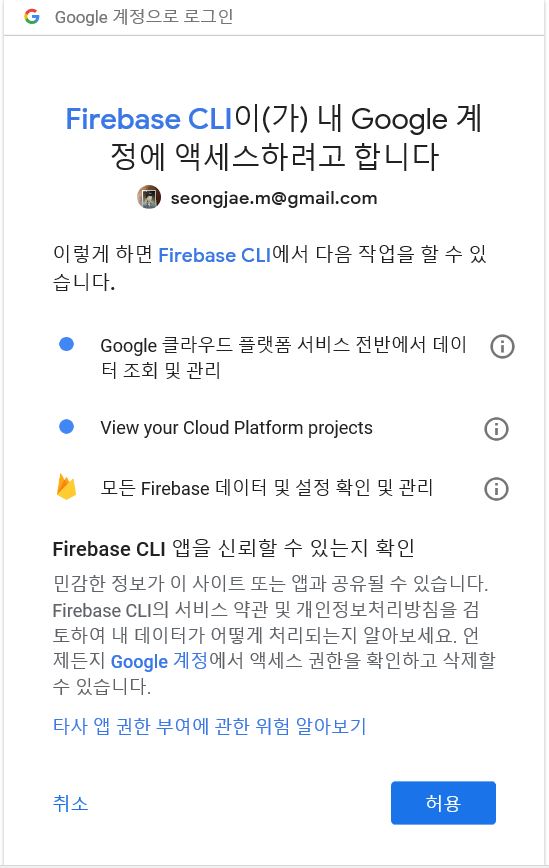 Google 계정으로 로그인
Firebase CLI이(가) 내 Google 계
정에 액세스하려고 합니다
seongjae.m@gmail.com
이렇게 하면 Firebase CLI에서 다음 작업을 할 수 있
습니다.
Google 클라우드 플랫폼 서비스 전반에서 데이
터 조회 및 관리
View your Cloud Platform projects
모든 Firebase 데이터 및 설정 확인 및 관리
Firebase CLI 앱을 신뢰할 수 있는지 확인
민감한 정보가 이 사이트 또는 앱과 공유될 수 있습니다.
Firebase CLI의 서비스 약관 및 개인정보처리방침을 검
토하여 내 데이터가 어떻게 처리되는지 알아보세요. 언
제든지 Google 계정에서 액세스 권한을 확인하고 삭제할
수 있습니다.
타사 앱 권한 부여에 관한 위험 알아보기
취소
허용